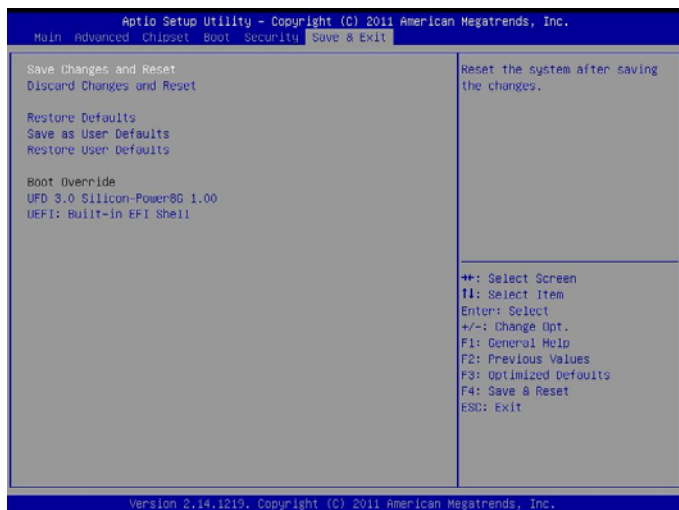 Aptio Setup Utility – Copyright (C) 2011 American Megatrends, Inc.
Main Advanced Chipset Boot Security Save & Exit
Save Changes and Reset
Discard Changes and Reset
Restore Defaults
Save as User Defaults
Restore User Defaults
Boot Override
UFD 3.0 Silicon-Power8G 1.00
UEFI: Built-in EFI Shell
Reset the system after saving
the changes.
→←: Select Screen
↑↓: Select Item
Enter: Select
+/-: Change Opt.
F1: General Help
F2: Previous Values
F3: Optimized Defaults
F4: Save & Reset
ESC: Exit
Version 2.14.1219. Copyright (C) 2011 American Megatrends, Inc.